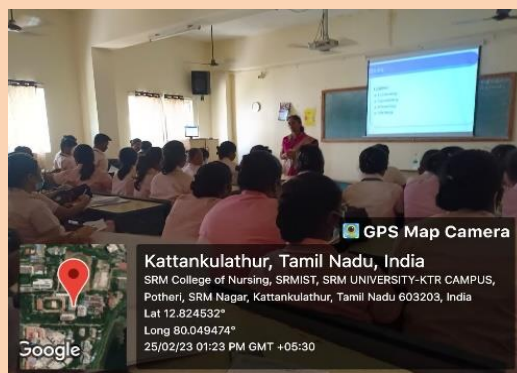 GPS Map Camera
Kattankulathur, Tamil Nadu, India
SRM College of Nursing, SRMIST, SRM UNIVERSITY-KTR CAMPUS,
Potheri, SRM Nagar, Kattankulathur, Tamil Nadu 603203, India
Lat 12.824532°
Long 80.049474°
25/02/23 01:23 PM GMT +05:30
Google